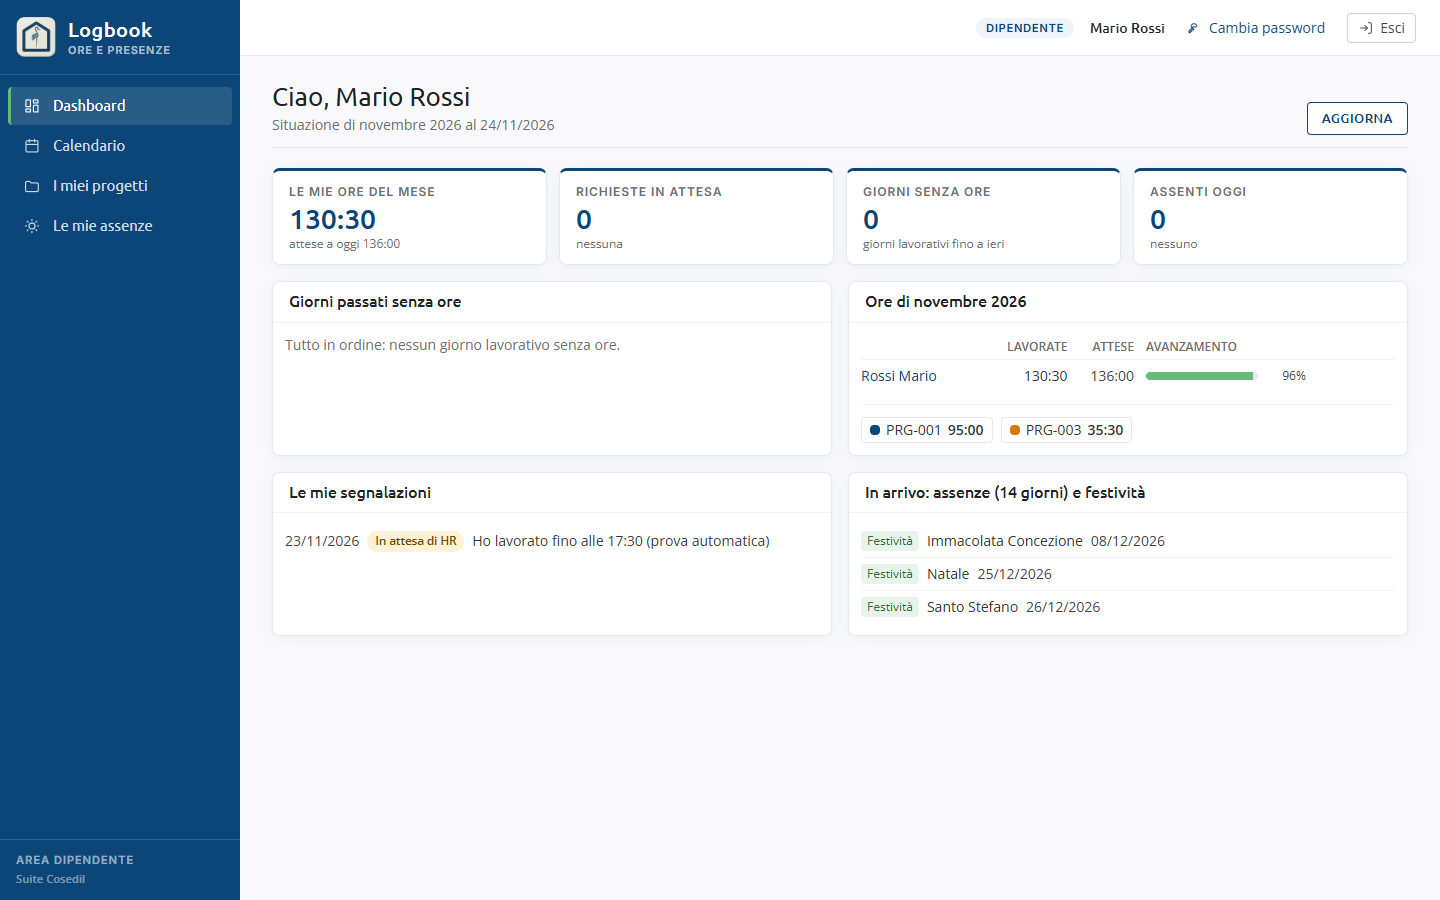 Logbook
ORE E PRESENZE
Dashboard
Calendario
I miei progetti
Le mie assenze
AREA DIPENDENTE
Suite Cosedil
DIPENDENTE Mario Rossi Cambia password Esci
Ciao, Mario Rossi
Situazione di novembre 2026 al 24/11/2026
AGGIORNA
LE MIE ORE DEL MESE
130:30
attese a oggi 136:00
RICHIESTE IN ATTESA
0
nessuna
GIORNI SENZA ORE
0
giorni lavorativi fino a ieri
ASSENTI OGGI
0
nessuno
Giorni passati senza ore
Tutto in ordine: nessun giorno lavorativo senza ore.
Ore di novembre 2026
LAVORATE ATTESE AVANZAMENTO
Rossi Mario 130:30 136:00 96%
PRG-001 95:00 PRG-003 35:30
Le mie segnalazioni
23/11/2026 In attesa di HR Ho lavorato fino alle 17:30 (prova automatica)
In arrivo: assenze (14 giorni) e festività
Festività Immacolata Concezione 08/12/2026
Festività Natale 25/12/2026
Festività Santo Stefano 26/12/2026